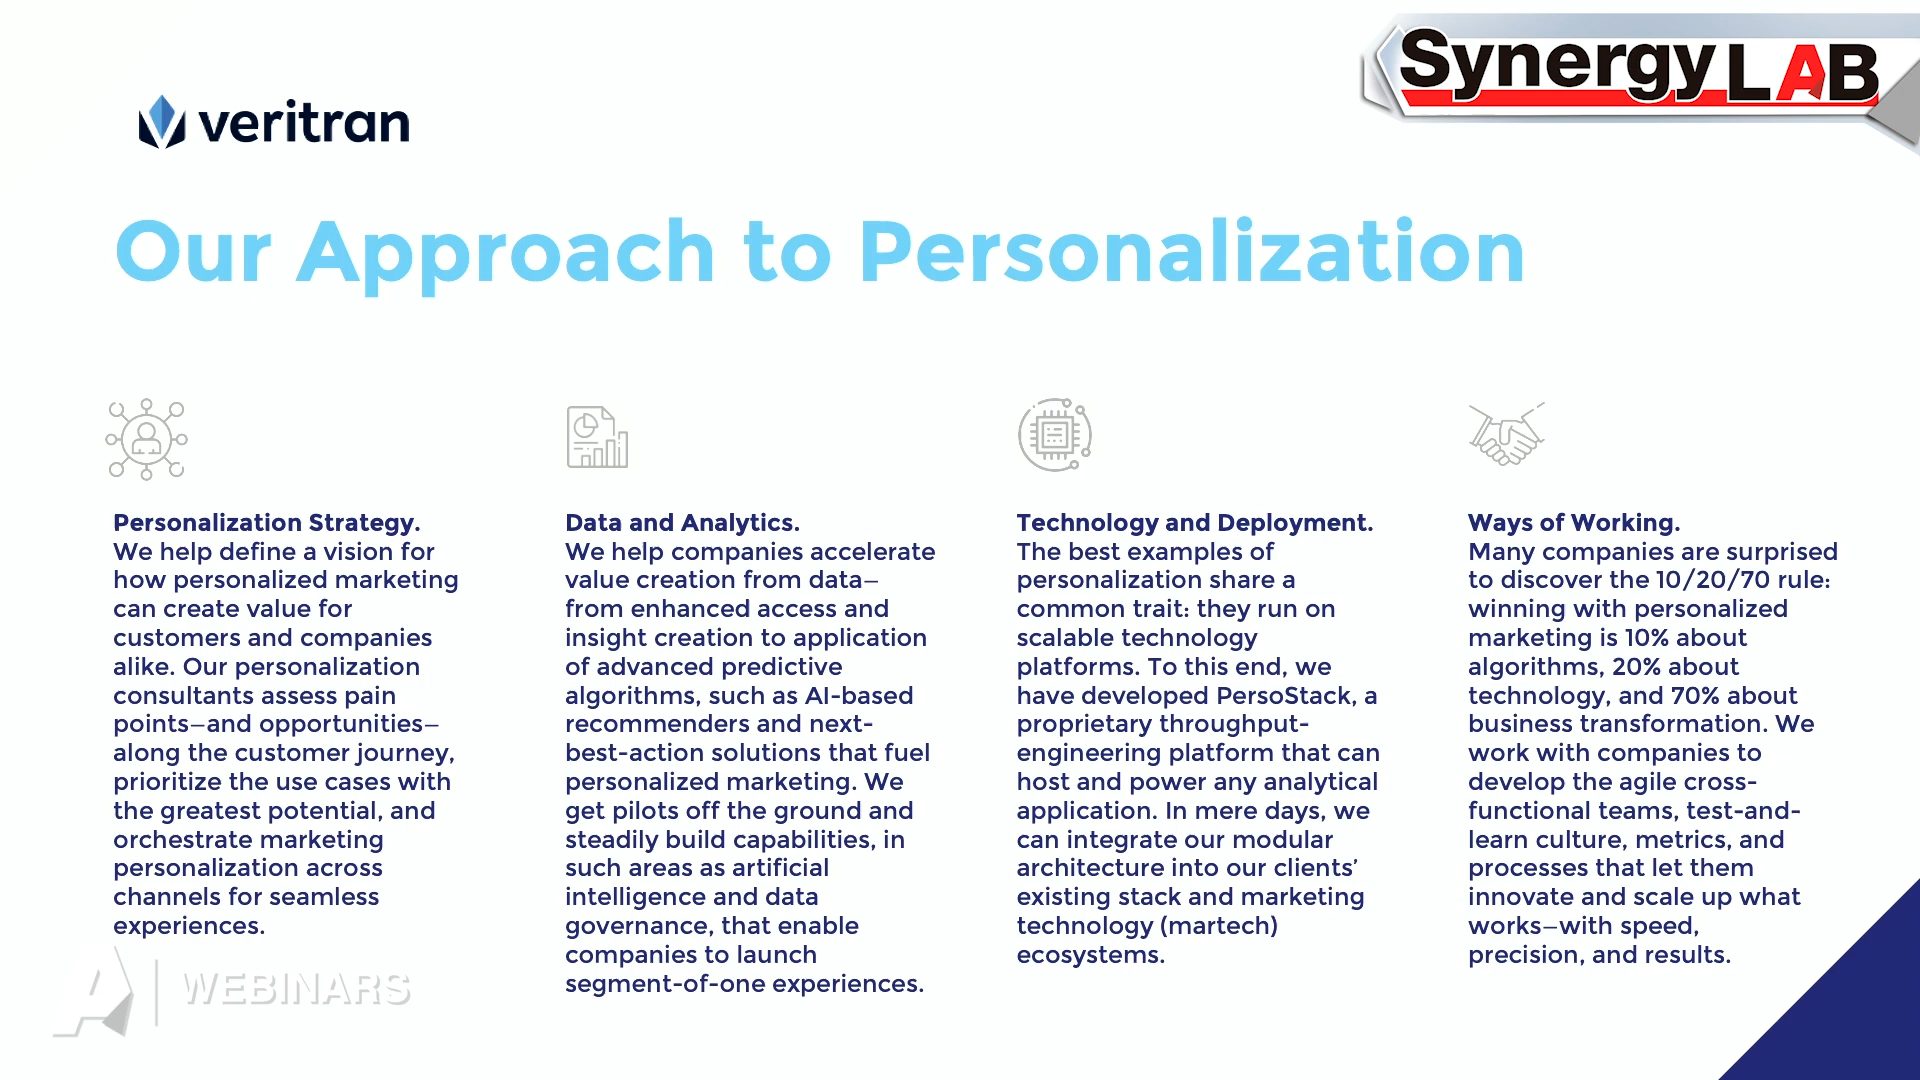 SynergyLAB
veritran
Our Approach to Personalization
Personalization Strategy.
We help define a vision for
how personalized marketing
can create value for
customers and companies
alike. Our personalization
consultants assess pain
points—and opportunities—
along the customer journey,
prioritize the use cases with
the greatest potential, and
orchestrate marketing
personalization across
channels for seamless
experiences.
Data and Analytics.
We help companies accelerate
value creation from data—
from enhanced access and
insight creation to application
of advanced predictive
algorithms, such as AI-based
recommenders and next-
best-action solutions that fuel
personalized marketing. We
get pilots off the ground and
steadily build capabilities, in
such areas as artificial
intelligence and data
governance, that enable
companies to launch
segment-of-one experiences.
Technology and Deployment.
The best examples of
personalization share a
common trait: they run on
scalable technology
platforms. To this end, we
have developed PersoStack, a
proprietary throughput-
engineering platform that can
host and power any analytical
application. In mere days, we
can integrate our modular
architecture into our clients’
existing stack and marketing
technology (martech)
ecosystems.
Ways of Working.
Many companies are surprised
to discover the 10/20/70 rule:
winning with personalized
marketing is 10% about
algorithms, 20% about
technology, and 70% about
business transformation. We
work with companies to
develop the agile cross-
functional teams, test-and-
learn culture, metrics, and
processes that let them
innovate and scale up what
works—with speed,
precision, and results.
A | WEBINARS